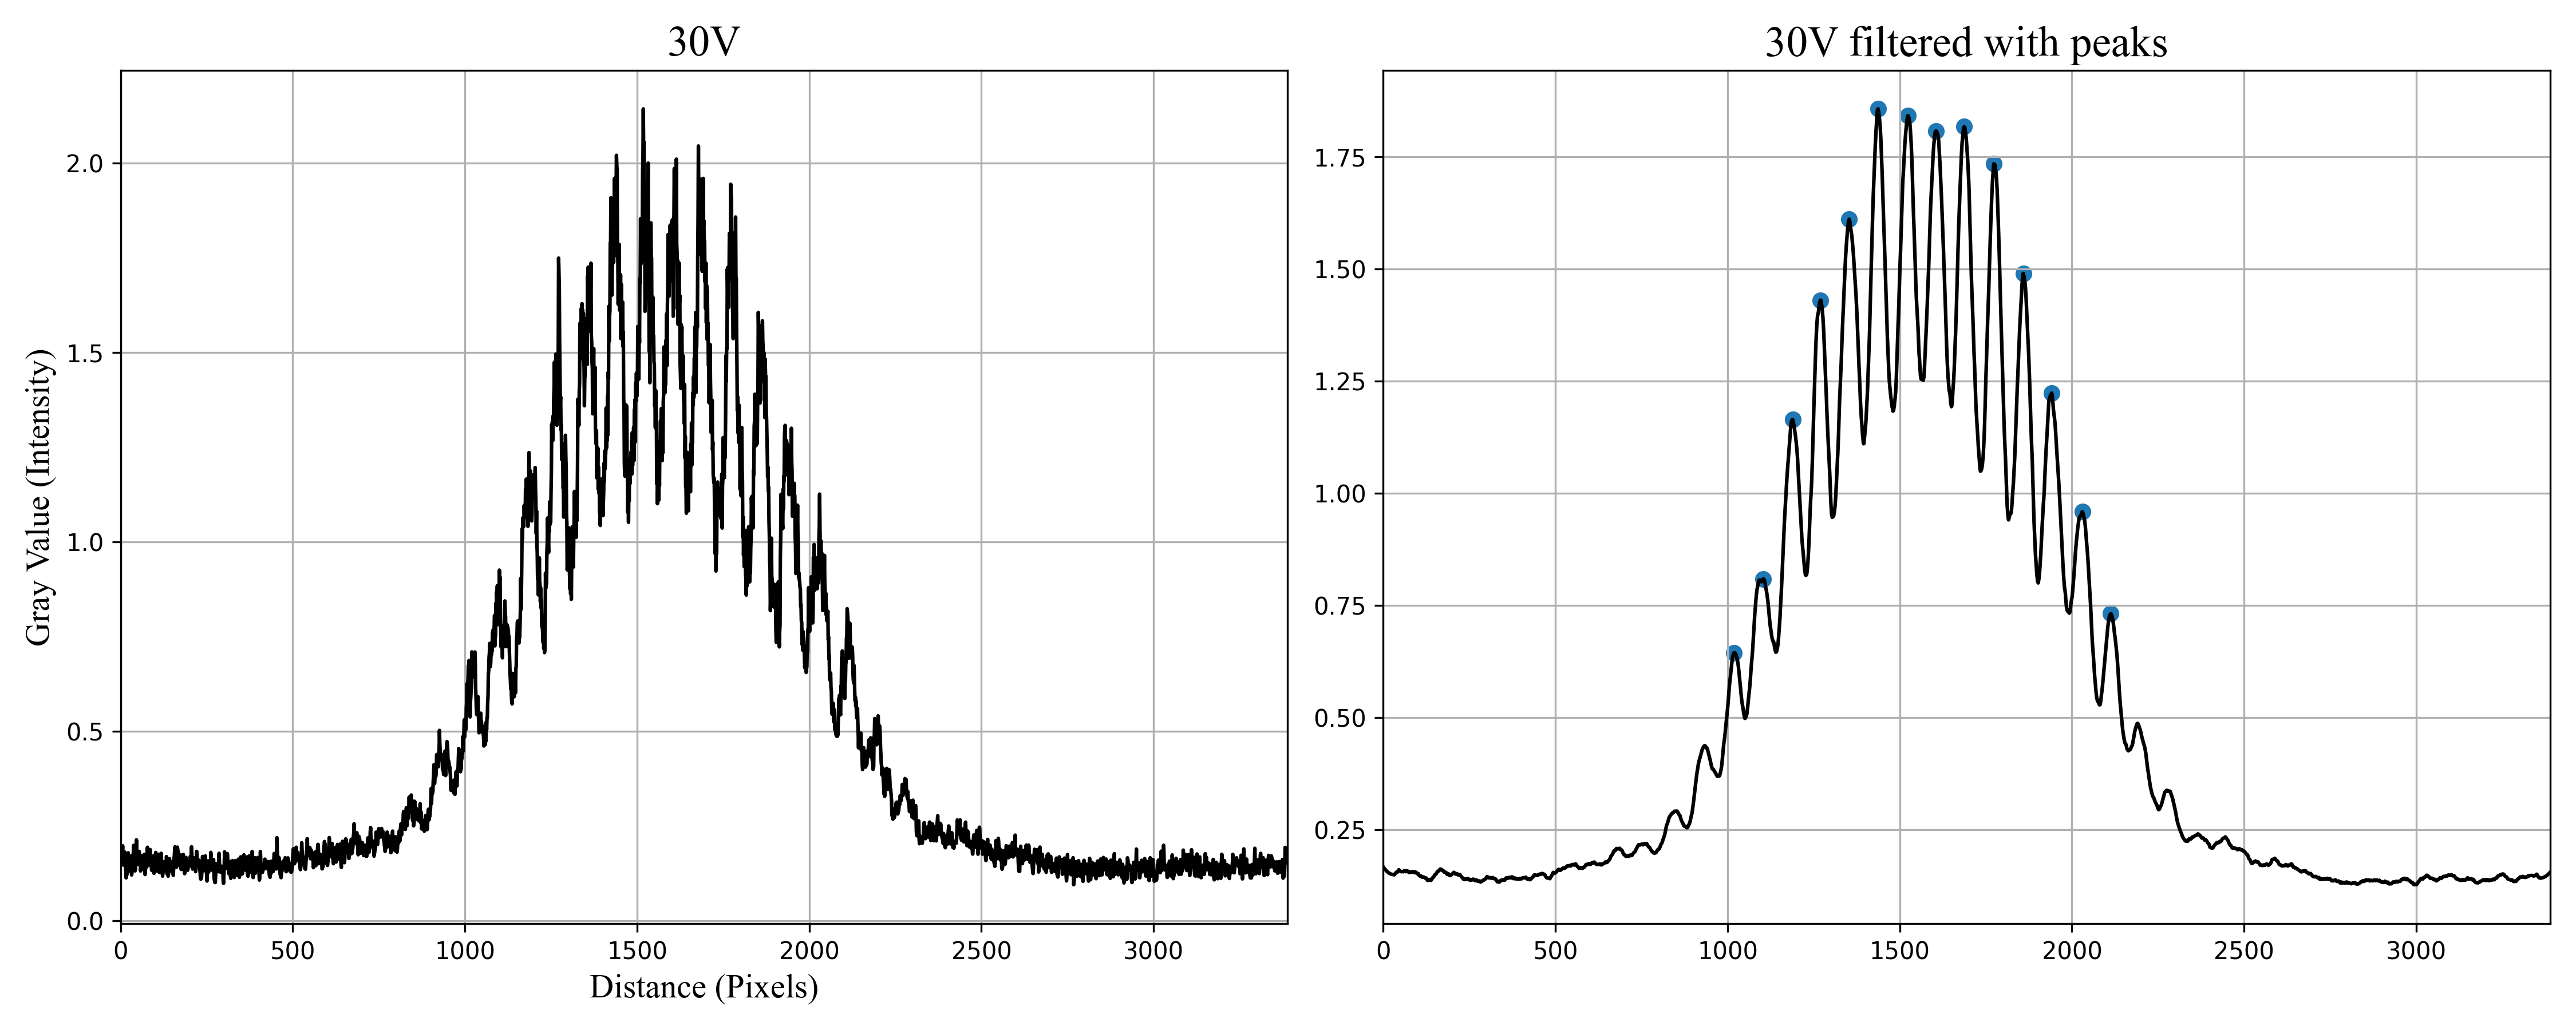 30V
Gray Value (Intensity)
2.0
1.5
1.0
0.5
0.0
0 500 1000 1500 2000 2500 3000
Distance (Pixels)
30V filtered with peaks
1.75
1.50
1.25
1.00
0.75
0.50
0.25
0 500 1000 1500 2000 2500 3000